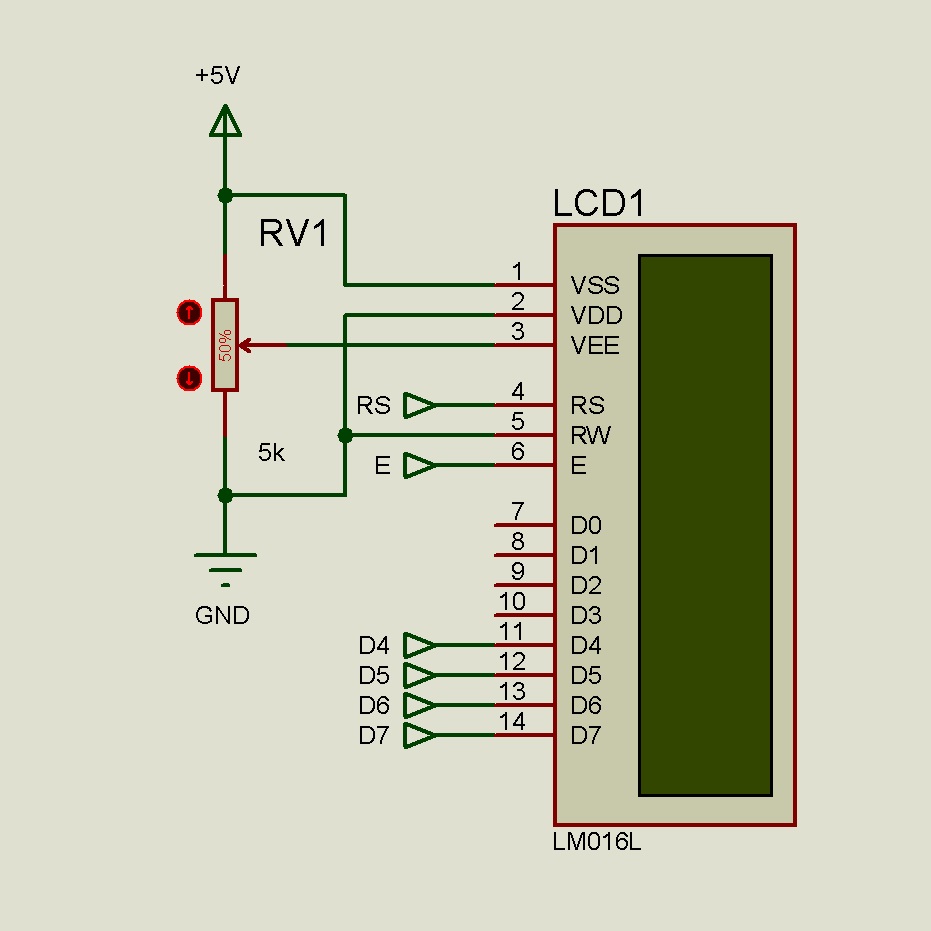 +5V
LCD1
RV1
1 VSS
2 VDD
3 VEE
50%
RS 4 RS
5 RW
5k
E 6 E
7 D0
8 D1
9 D2
10 D3
GND
D4 11 D4
D5 12 D5
D6 13 D6
D7 14 D7
LM016L